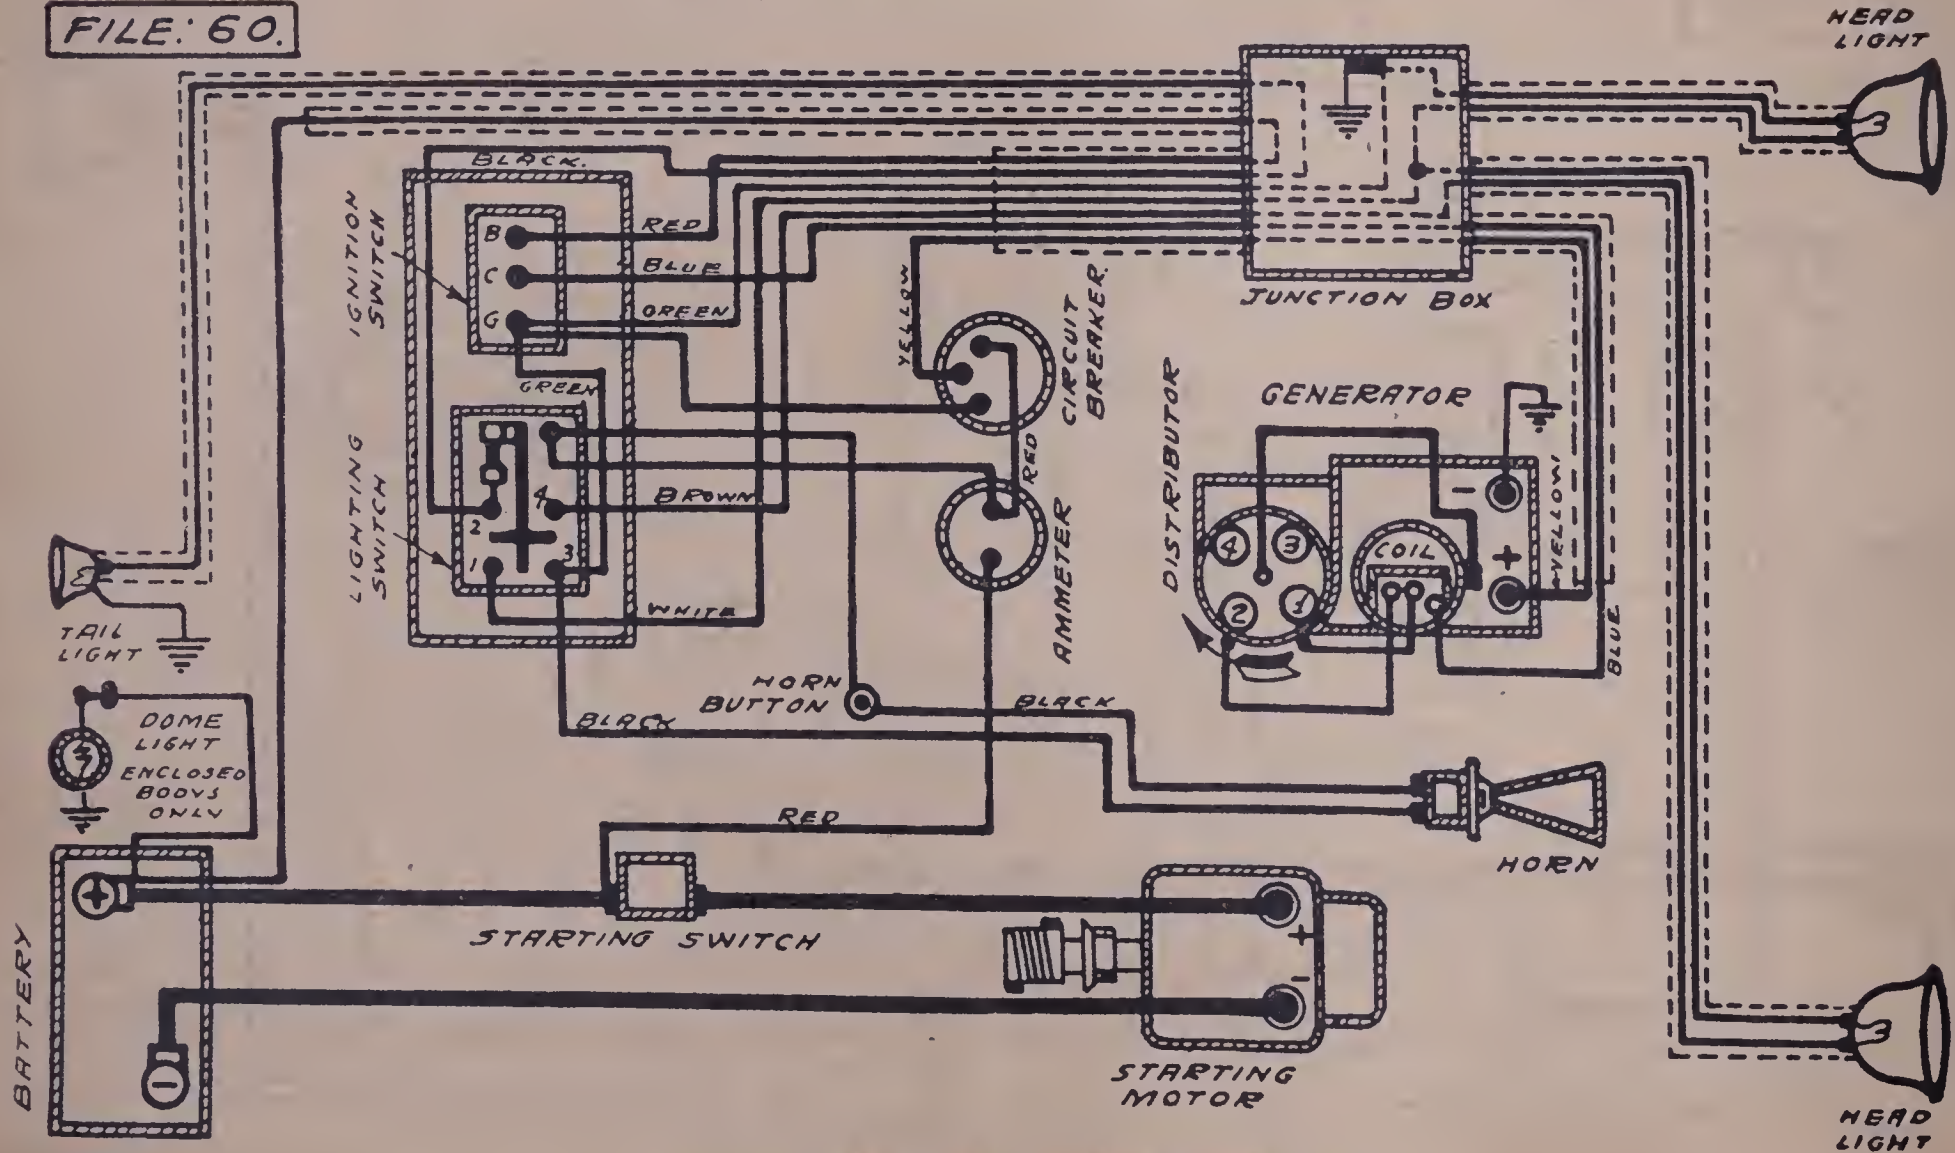 FILE: 60.
HEAD
LIGHT
BLACK.
IGNITION
SWITCH
B
C
G
RED
BLUE
GREEN
GREEN
YELLOW
CIRCUIT
BREAKER.
JUNCTION BOX
LIGHTING
SWITCH
2
4
1
3
BROWN
WHITE
RED
AMMETER
DISTRIBUTOR
GENERATOR
4
3
2
1
COIL
-
+
YELLOW
BLUE
TAIL
LIGHT
DOME
LIGHT
ENCLOSED
BODYS
ONLY
HORN
BUTTON
BLACK
BLACK
RED
HORN
BATTERY
+
-
STARTING SWITCH
+
-
STARTING
MOTOR
HEAD
LIGHT